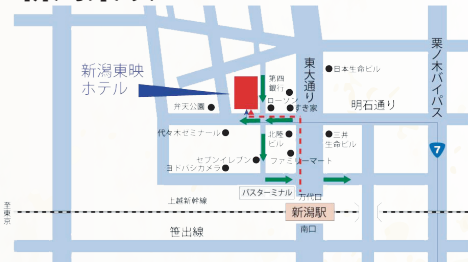 新潟東映
ホテル
東大通り
栗ノ木バイパス
日本生命ビル
第四
銀行
ローソン
すき家
明石通り
弁天公園
代々木ゼミナール
北陸
ビル
三井
生命ビル
7
セブンイレブン
ファミリーマート
ヨドバシカメラ
バスターミナル
万代口
上越新幹線
新潟駅
至東京
南口
笹出線